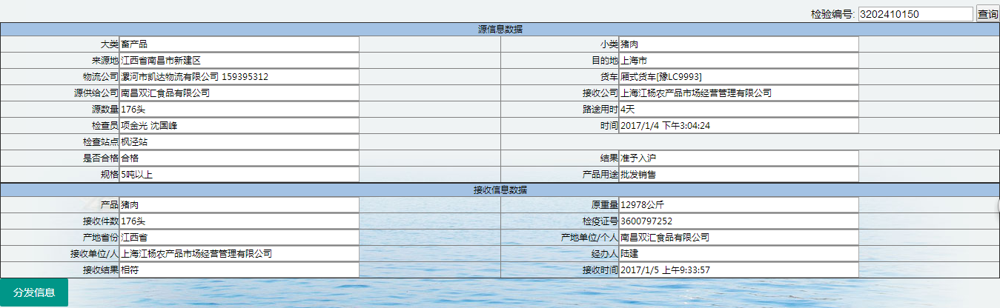 检验编号: 3202410150 查询
源信息数据
大类 畜产品 小类 猪肉
来源地 江西省南昌市新建区 目的地 上海市
物流公司 漯河市凯达物流有限公司 159395312 货车 厢式货车[豫LC9993]
源供给公司 南昌双汇食品有限公司 接收公司 上海江杨农产品市场经营管理有限公司
源数量 176头 路途用时 4天
检查员 项金光 沈国峰 时间 2017/1/4 下午3:04:24
检查站点 枫泾站
是否合格 合格 结果 准予入沪
规格 5吨以上 产品用途 批发销售
接收信息数据
产品 猪肉 原重量 12978公斤
接收件数 176头 检疫证号 3600797252
产地省份 江西省 产地单位/个人 南昌双汇食品有限公司
接收单位/人 上海江杨农产品市场经营管理有限公司 经办人 陆建
接收结果 相符 接收时间 2017/1/5 上午9:33:57
分发信息